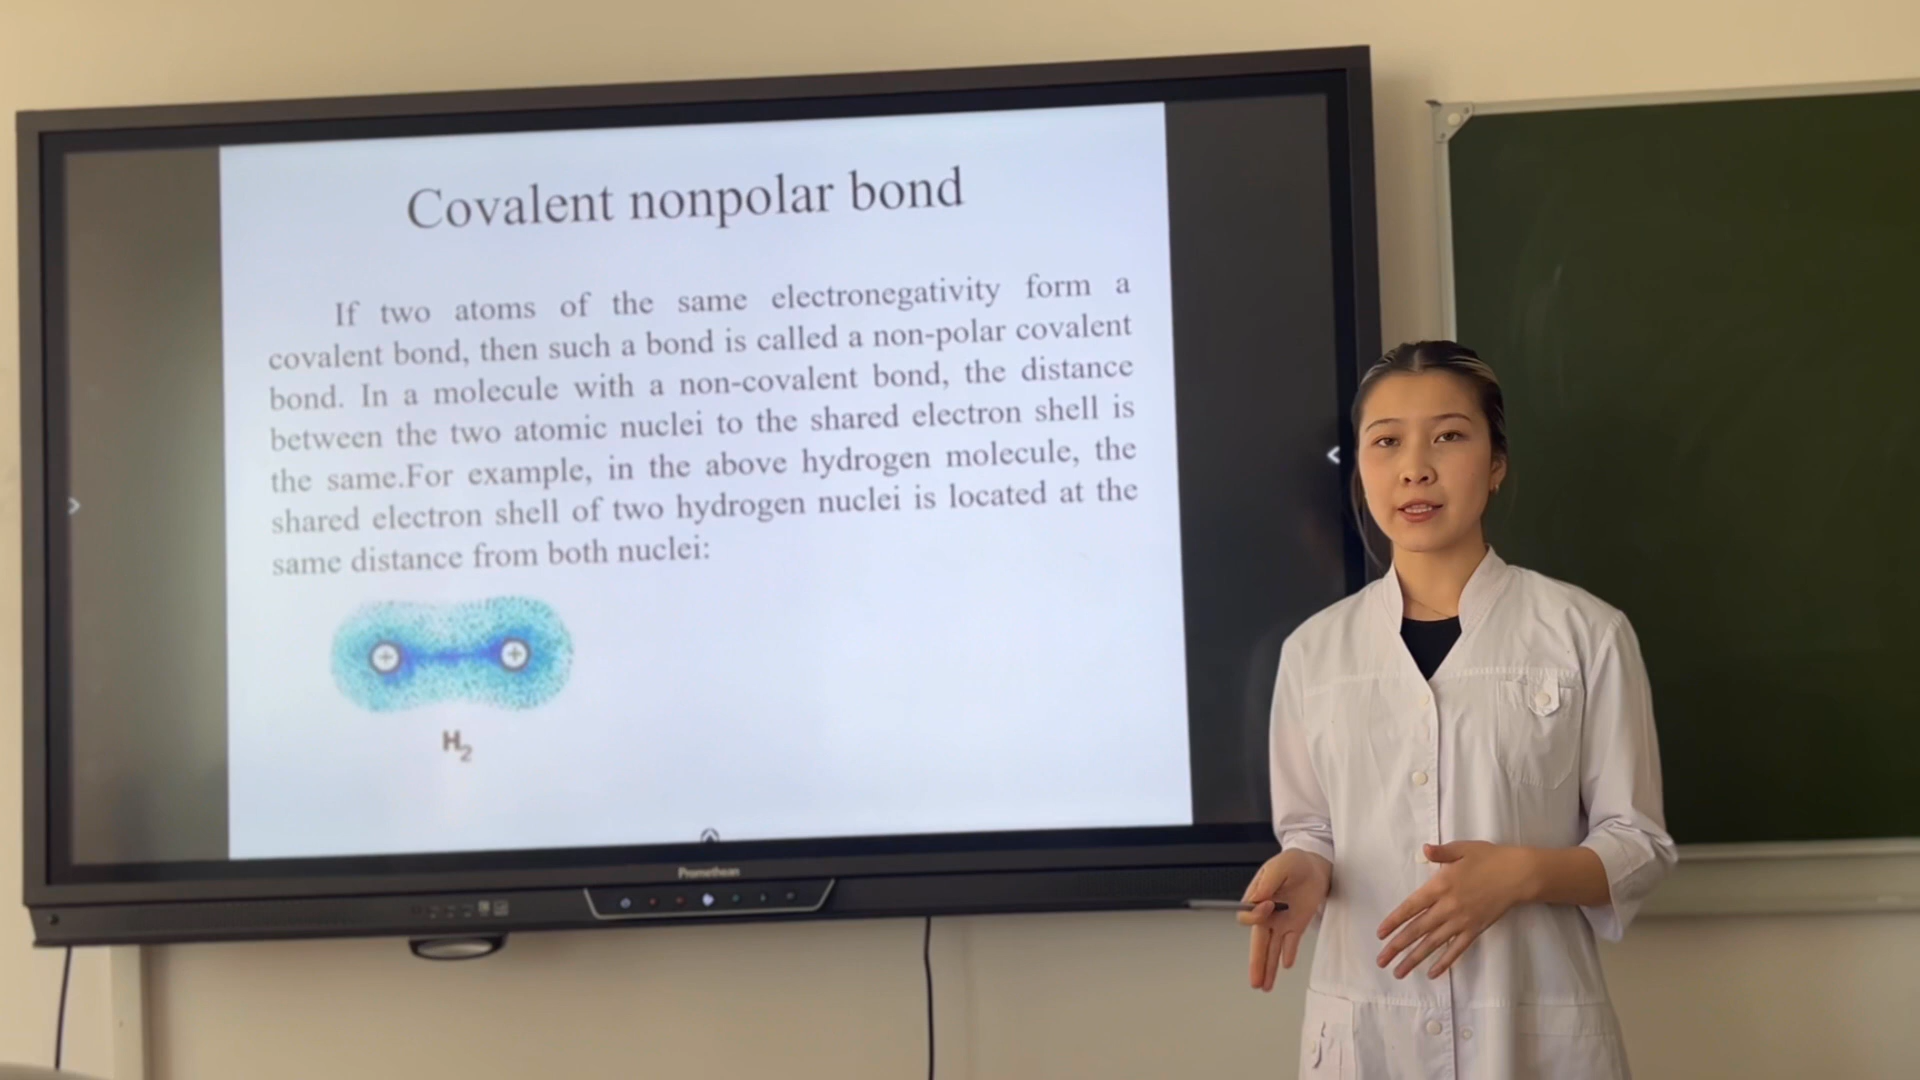 Covalent nonpolar bond
If two atoms of the same electronegativity form a
covalent bond, then such a bond is called a non-polar covalent
bond. In a molecule with a non-covalent bond, the distance
between the two atomic nuclei to the shared electron shell is
the same.For example, in the above hydrogen molecule, the
shared electron shell of two hydrogen nuclei is located at the
same distance from both nuclei:
+ +
H₂
Promethean